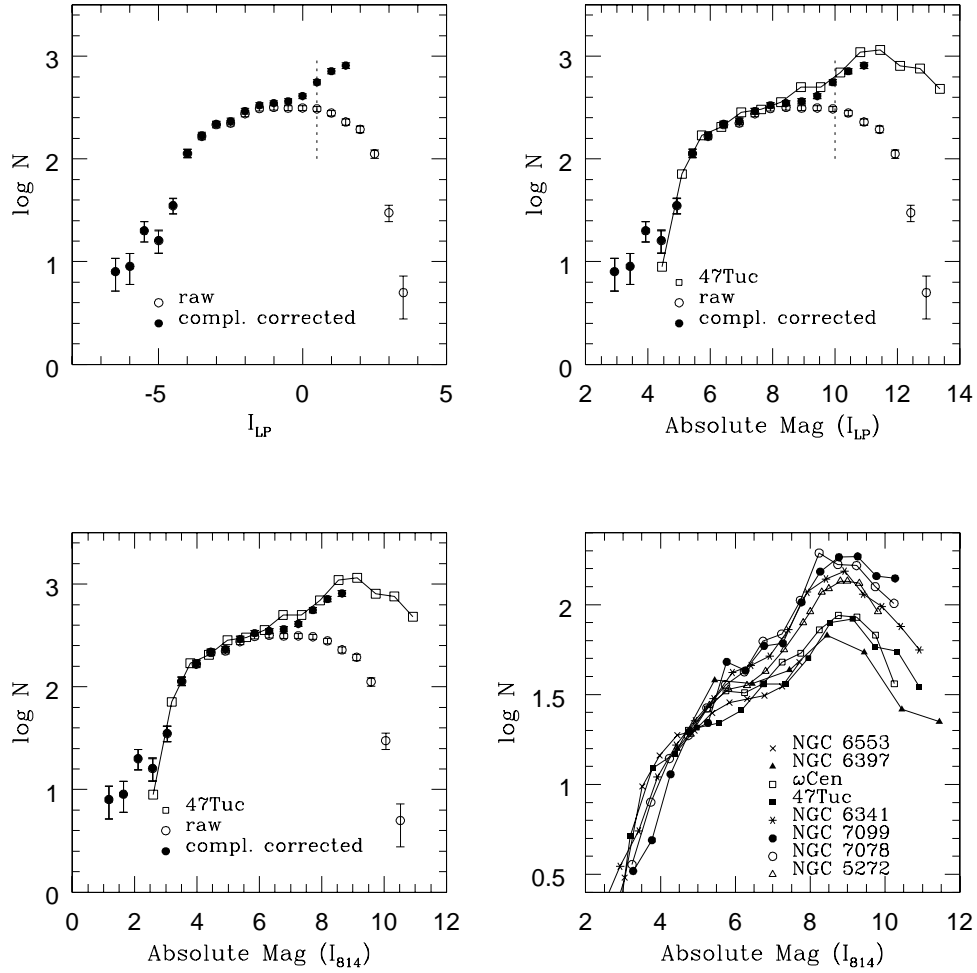 log N
3
2
1
0
-5
0
5
I_LP
raw
compl. corrected
log N
3
2
1
0
2
4
6
8
10
12
14
Absolute Mag (I_LP)
47Tuc
raw
compl. corrected
log N
3
2
1
0
0
2
4
6
8
10
12
Absolute Mag (I_814)
47Tuc
raw
compl. corrected
log N
2
1.5
1
0.5
2
4
6
8
10
12
Absolute Mag (I_814)
NGC 6553
NGC 6397
ωCen
47Tuc
NGC 6341
NGC 7099
NGC 7078
NGC 5272